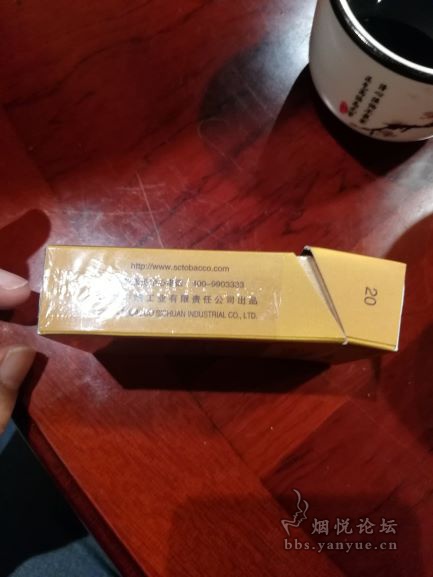 http://www.sctobacco.com
400-9903333
工业有限责任公司出品
SICHUAN INDUSTRIAL CO., LTD.
20
烟悦论坛
bbs.yanyue.cn